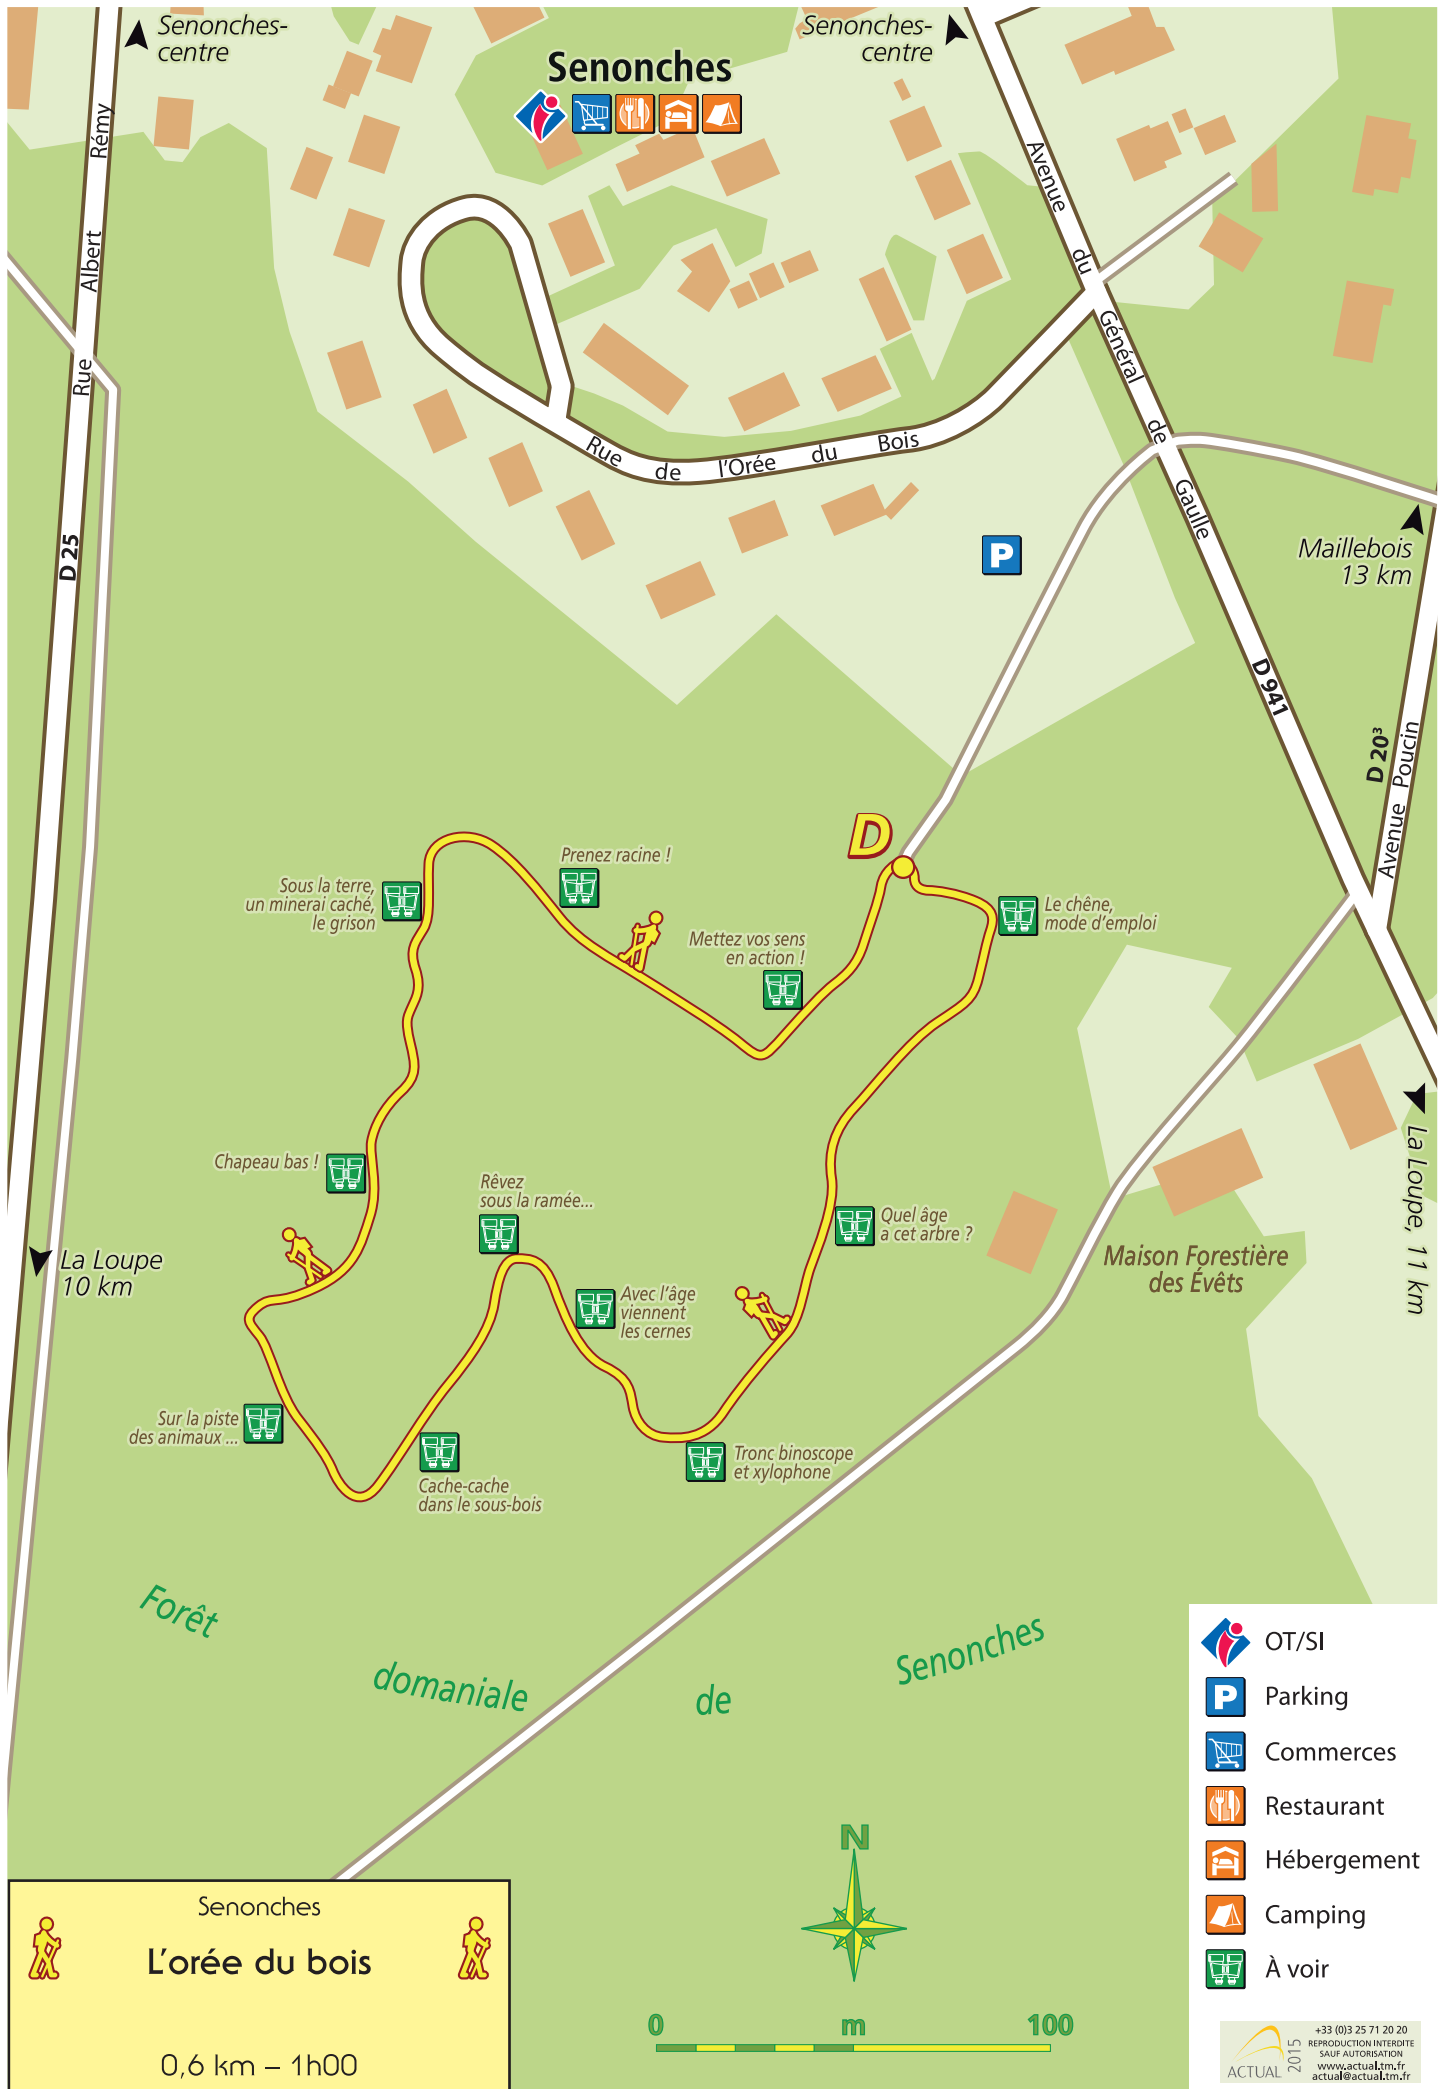 Senonches-
centre
Senonches-
centre
Senonches
Rue Albert Rémy
Avenue du Général de Gaulle
Rue de l'Orée du Bois
D 25
P
Maillebois
13 km
D 941
D 20³
Avenue Poucin
D
Prenez racine !
Sous la terre,
un minerai caché,
le grison
Mettez vos sens
en action !
Le chêne,
mode d'emploi
Chapeau bas !
Rêvez
sous la ramée...
Quel âge
a cet arbre ?
La Loupe
10 km
La Loupe, 11 km
Maison Forestière
des Évêts
Avec l'âge
viennent
les cernes
Sur la piste
des animaux ...
Tronc binoscope
et xylophone
Cache-cache
dans le sous-bois
Forêt domaniale de Senonches
OT/SI
P Parking
Commerces
Restaurant
Hébergement
Camping
À voir
N
0 m 100
Senonches
L'orée du bois
0,6 km – 1h00
ACTUAL
2015
+33 (0)3 25 71 20 20
REPRODUCTION INTERDITE
SAUF AUTORISATION
www.actual.tm.fr
actual@actual.tm.fr